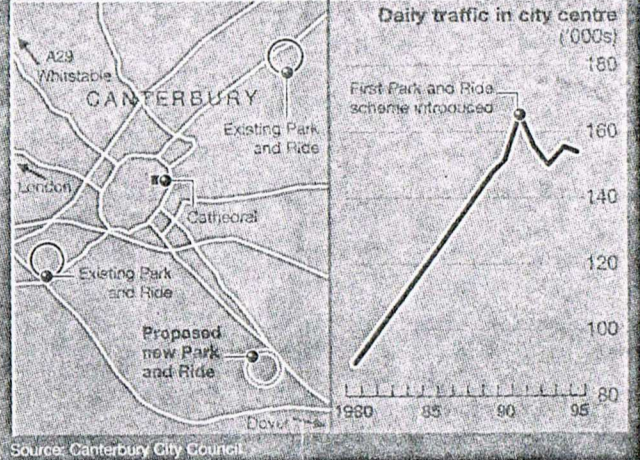 A29
Whitstable
CANTERBURY
Existing Park
and Ride
London
Cathedral
Existing Park
and Ride
Proposed
new Park
and Ride
Dover
Source: Canterbury City Council
Daily traffic in city centre
('000s)
180
First Park and Ride
scheme introduced
160
140
120
100
80
1980 85 90 95